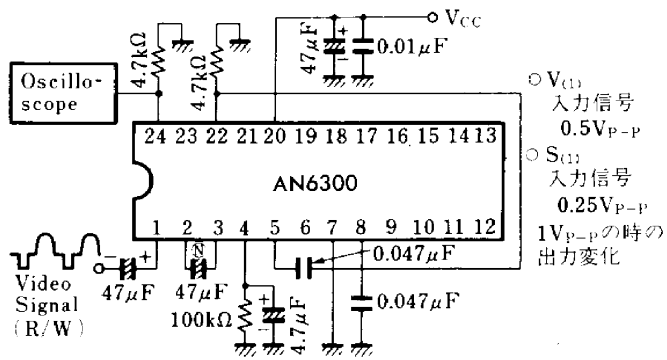 VCC
4.7kΩ
4.7kΩ
47μF
+
−
0.01μF
Oscillo-
scope
24 23 22 21 20 19 18 17 16 15 14 13
AN6300
1 2 3 4 5 6 7 8 9 10 11 12
○ V(1)
入力信号
0.5VP-P
○ S(1)
入力信号
0.25VP-P
1VP-Pの時の
出力変化
− +
N
Video
Signal
(R/W)
47μF
47μF
0.047μF
100kΩ
+
−
4.7μF
0.047μF